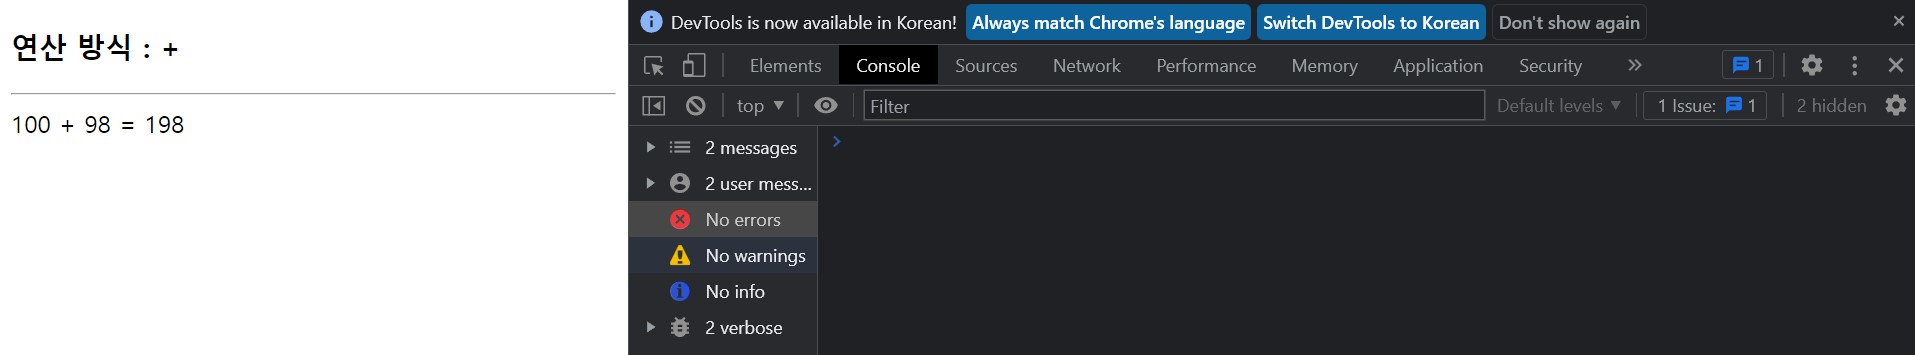 연산 방식 : +
100 + 98 = 198
DevTools is now available in Korean! Always match Chrome's language Switch DevTools to Korean Don't show again ×
Elements Console Sources Network Performance Memory Application Security » 1
top ▼ Filter Default levels ▼ 1 Issue: 1 2 hidden
2 messages
2 user mess...
No errors
No warnings
No info
2 verbose